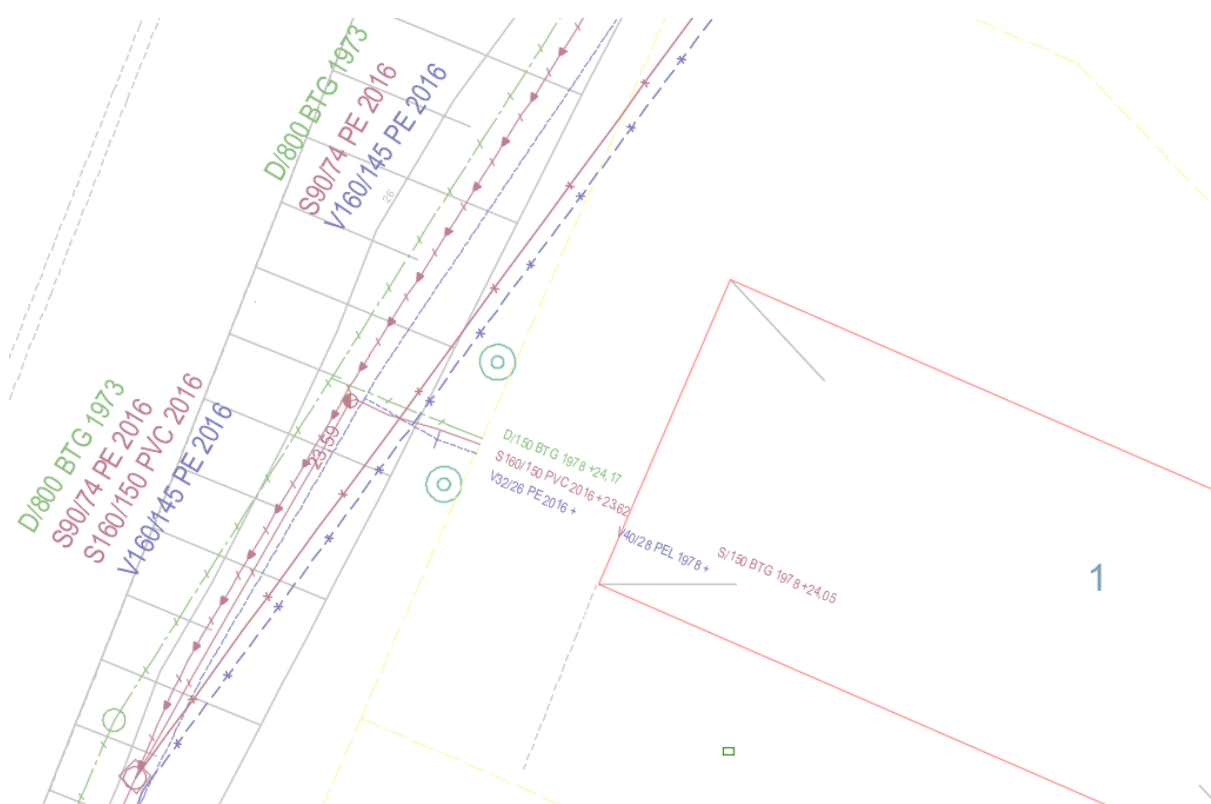 D/800 BTG 1973
S90/74 PE 2016
V160/145 PE 2016
26
D/800 BTG 1973
S90/74 PE 2016
S160/150 PVC 2016
V160/145 PE 2016
23,59
D/150 BTG 1978 +24,17
S160/150 PVC 2016 +23,62
V32/26 PE 2016 +
V40/28 PEL 1978 +
S/150 BTG 1978 +24,05
1